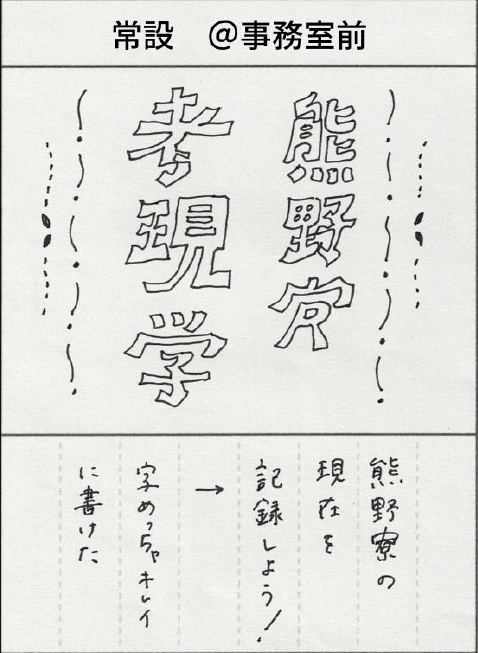 常設　@事務室前
熊野寮
考現学
熊野寮の
現在を
記録しよう！
→
字めっちゃキレイ
に書けた